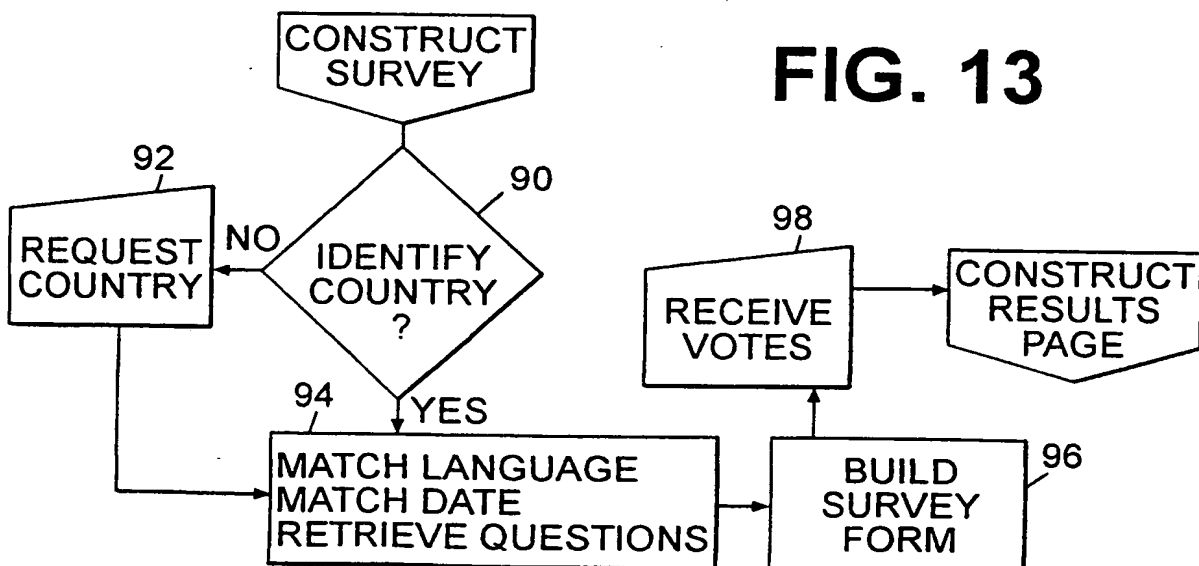 CONSTRUCT
SURVEY
FIG. 13
92
90
NO
REQUEST
COUNTRY
IDENTIFY
COUNTRY
?
98
RECEIVE
VOTES
CONSTRUCT
RESULTS
PAGE
YES
94
MATCH LANGUAGE
MATCH DATE
RETRIEVE QUESTIONS
BUILD
SURVEY
FORM
96